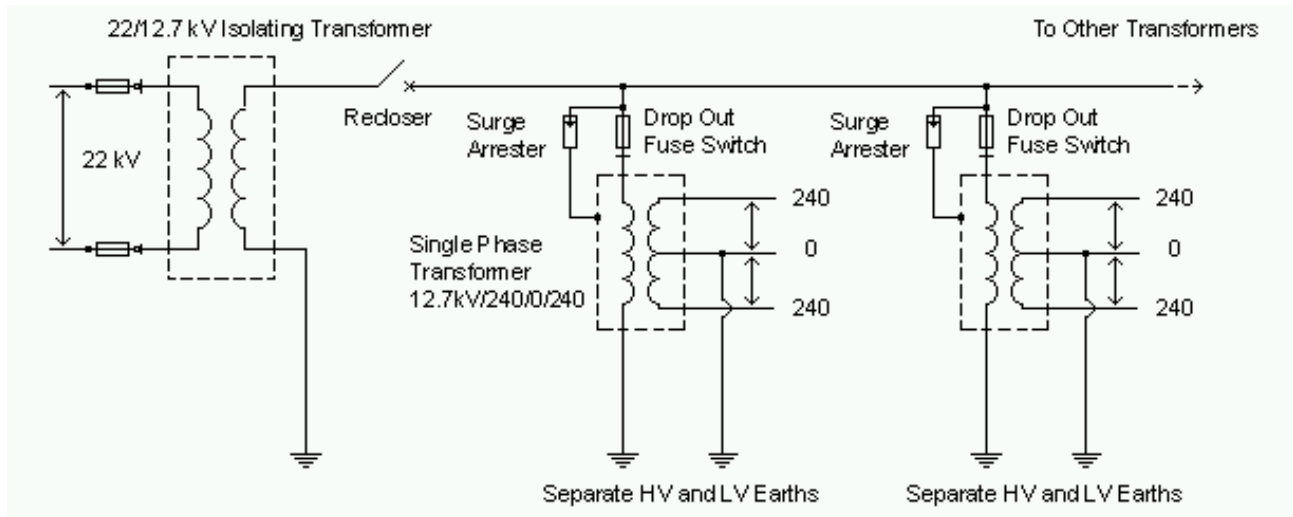 22/12.7 kV Isolating Transformer
To Other Transformers
22 kV
Recloser
Surge
Arrester
Drop Out
Fuse Switch
Surge
Arrester
Drop Out
Fuse Switch
240
0
240
240
0
240
Single Phase
Transformer
12.7kV/240/0/240
Separate HV and LV Earths
Separate HV and LV Earths